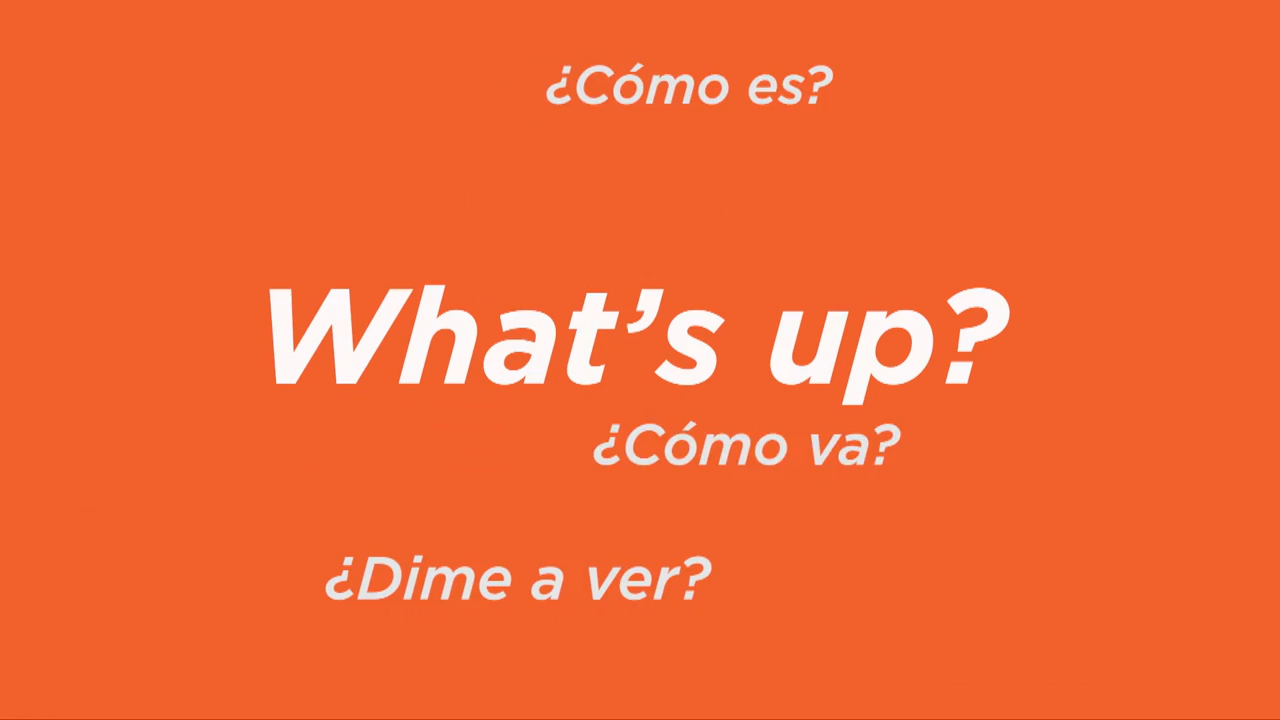 ¿Cómo es?
What’s up?
¿Cómo va?
¿Dime a ver?